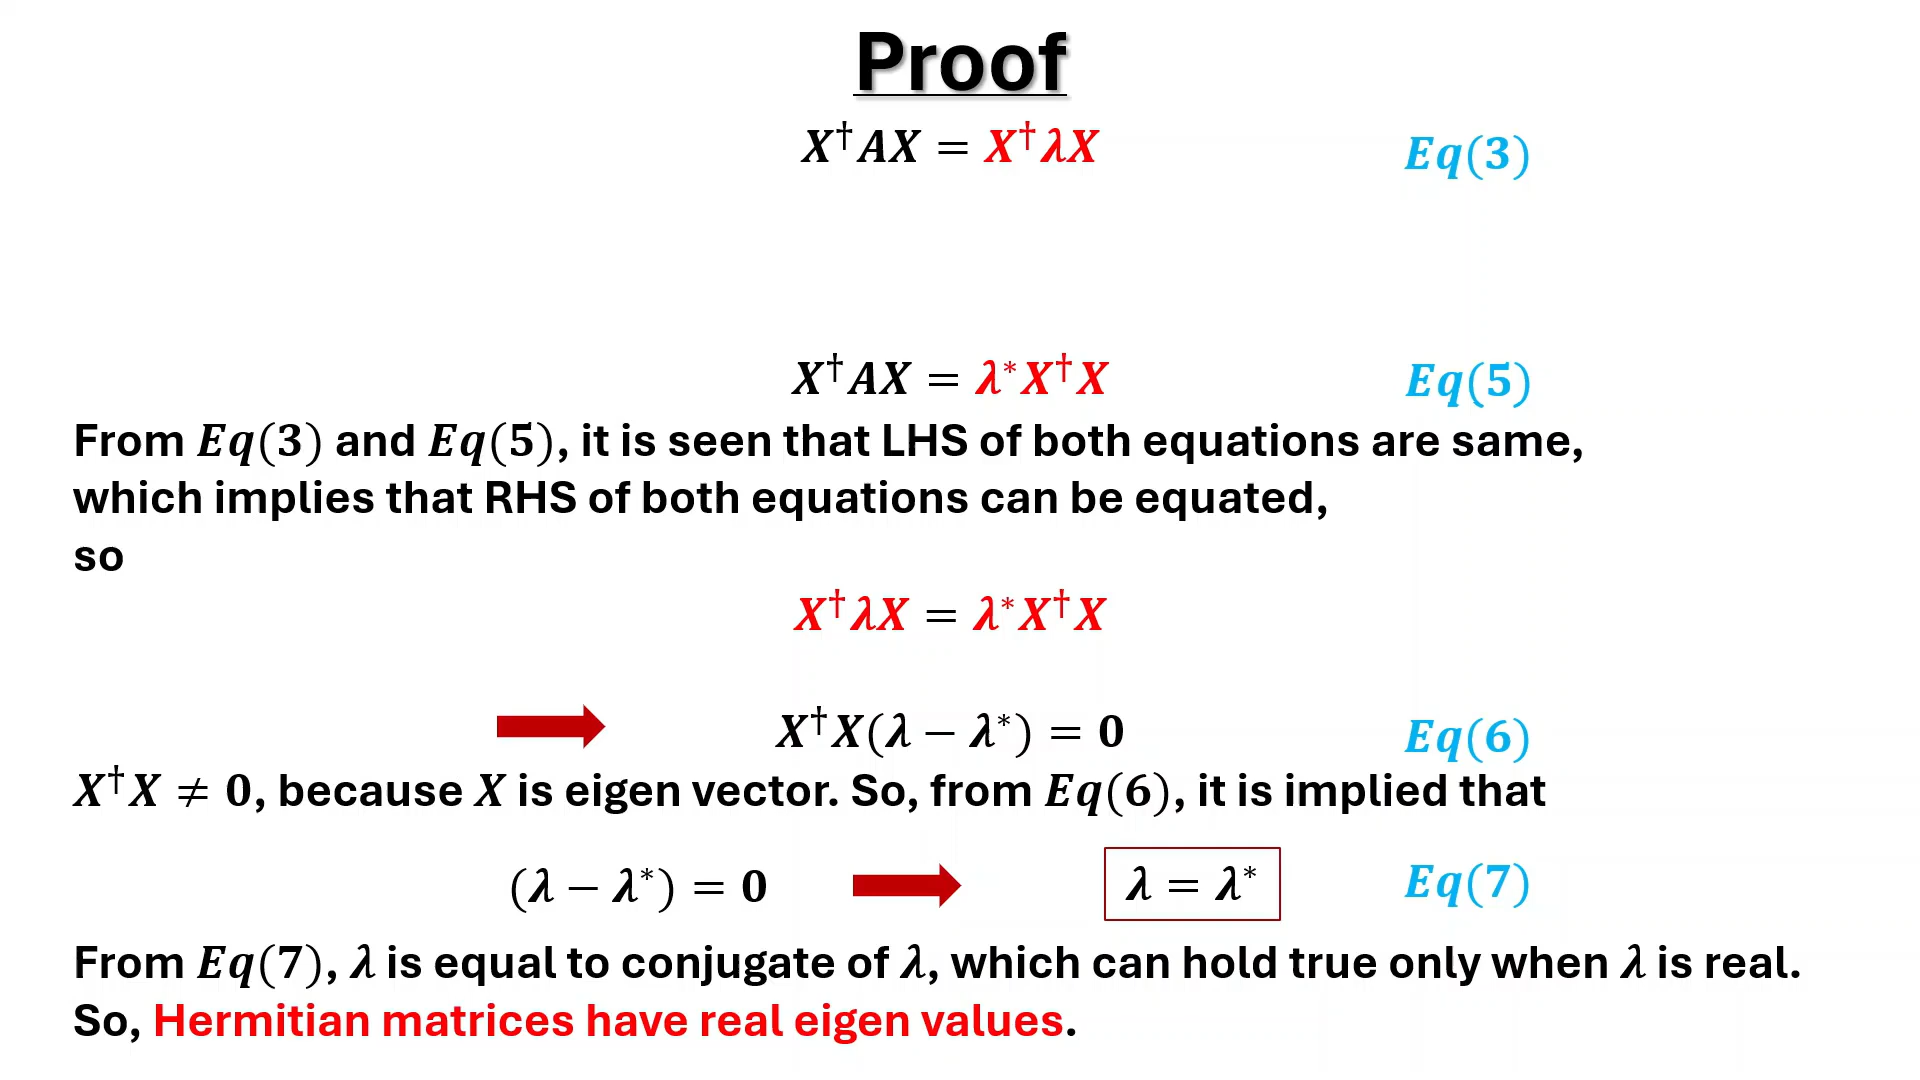 Proof
X†AX = X†λX Eq(3)
X†AX = λ*X†X Eq(5)
From Eq(3) and Eq(5), it is seen that LHS of both equations are same,
which implies that RHS of both equations can be equated,
so
X†λX = λ*X†X
X†X(λ − λ*) = 0 Eq(6)
X†X ≠ 0, because X is eigen vector. So, from Eq(6), it is implied that
(λ − λ*) = 0 λ = λ* Eq(7)
From Eq(7), λ is equal to conjugate of λ, which can hold true only when λ is real.
So, Hermitian matrices have real eigen values.